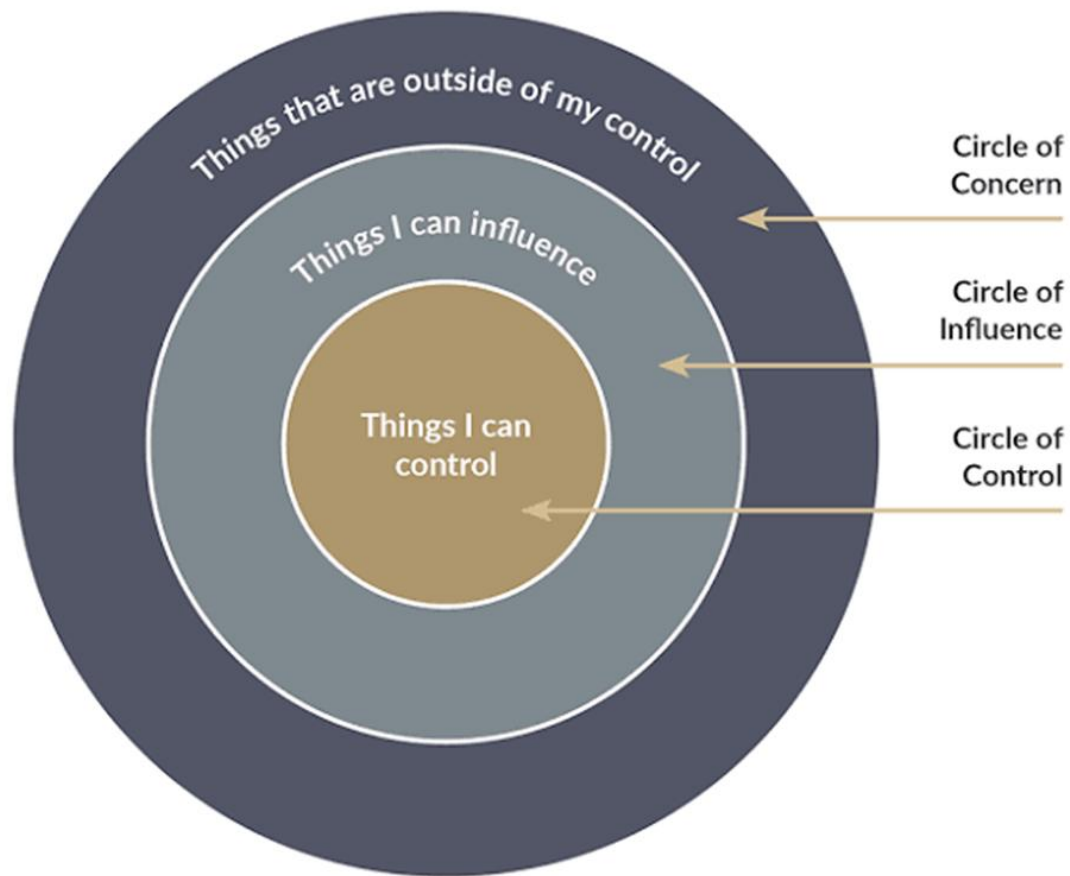 Things that are outside of my control
Things I can influence
Things I can
control
Circle of
Concern
Circle of
Influence
Circle of
Control